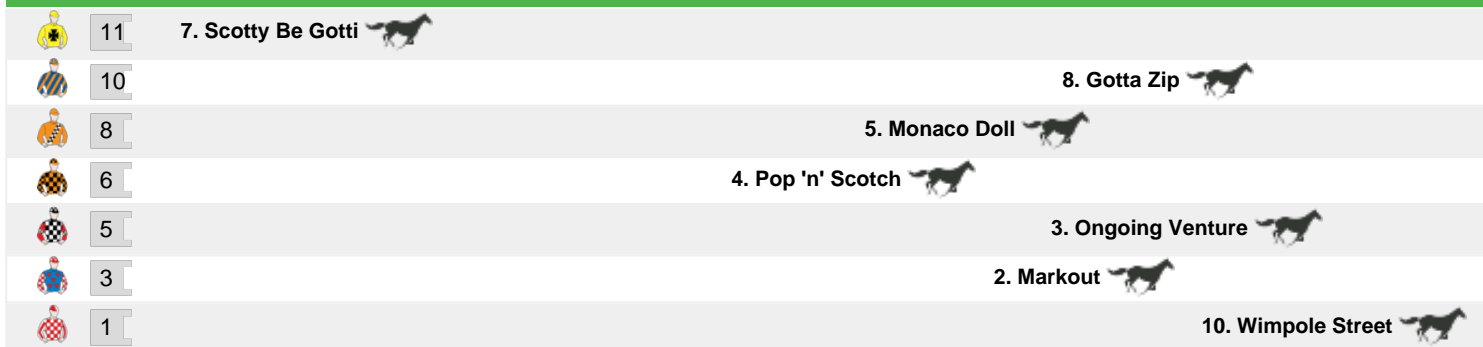 11 7. Scotty Be Gotti
10 8. Gotta Zip
8 5. Monaco Doll
6 4. Pop 'n' Scotch
5 3. Ongoing Venture
3 2. Markout
1 10. Wimpole Street